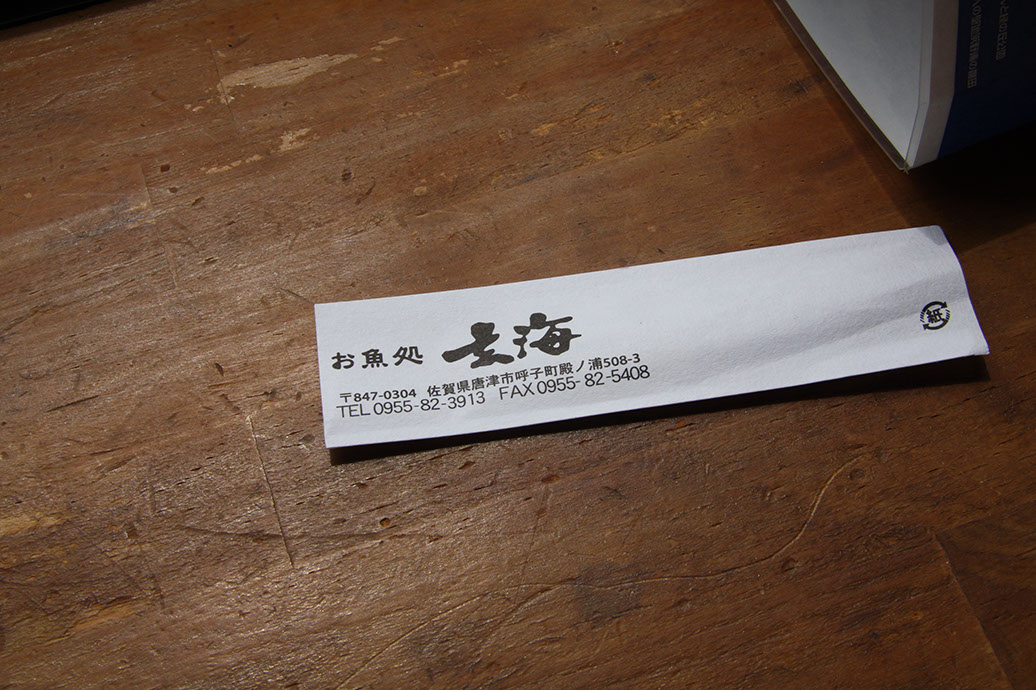 お魚処 玄海
〒847-0304 佐賀県唐津市呼子町殿ノ浦508-3
TEL 0955-82-3913 FAX 0955-82-5408
紙